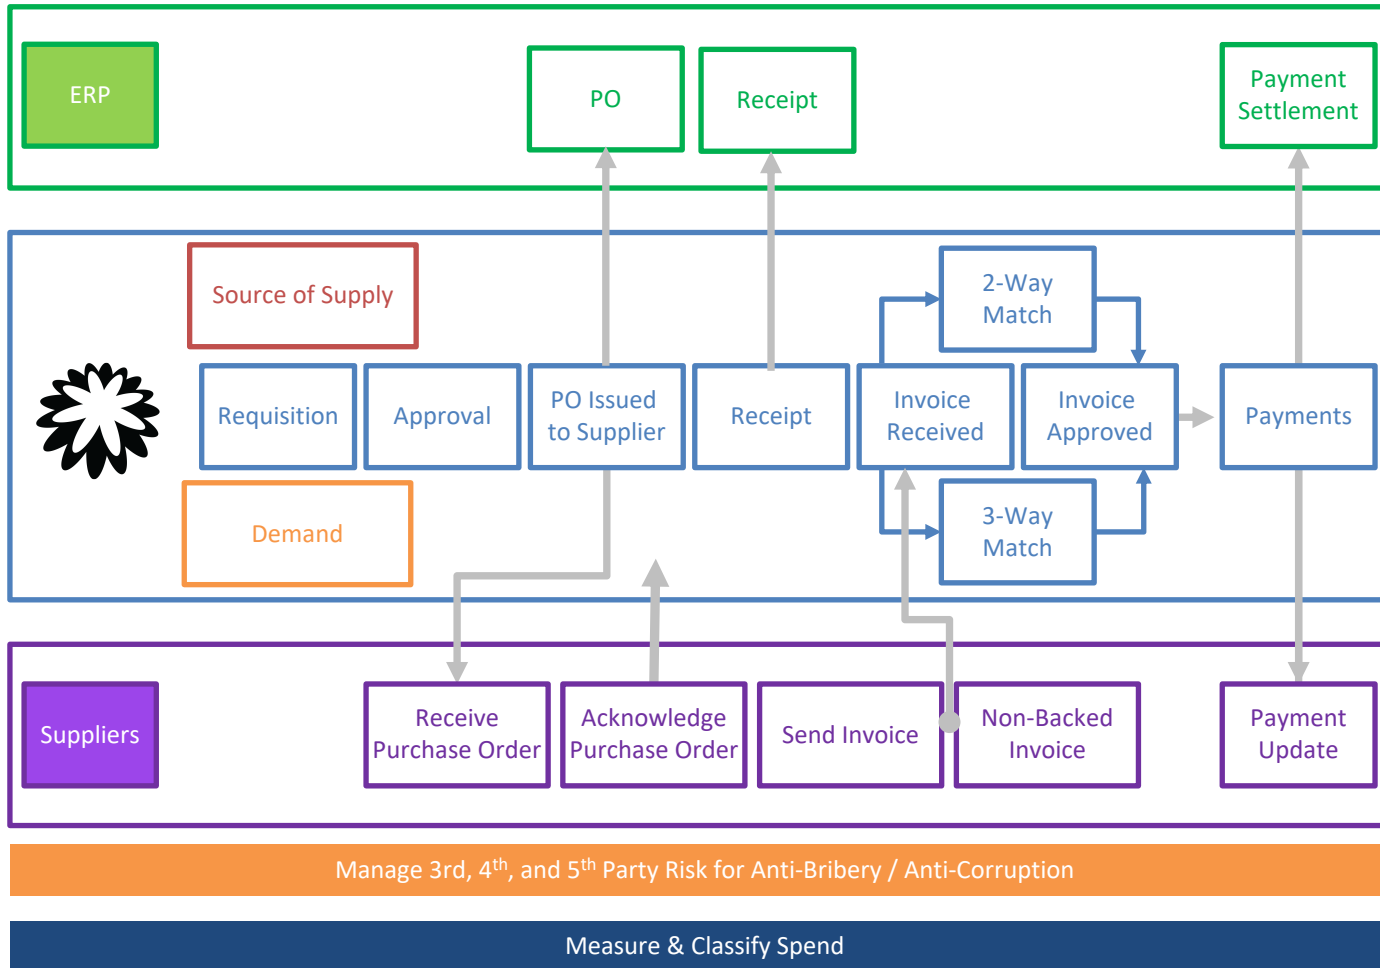 ERP
PO
Receipt
Payment
Settlement
Source of Supply
2-Way
Match
Requisition
Approval
PO Issued
to Supplier
Receipt
Invoice
Received
Invoice
Approved
Payments
Demand
3-Way
Match
Suppliers
Receive
Purchase Order
Acknowledge
Purchase Order
Send Invoice
Non-Backed
Invoice
Payment
Update
Manage 3rd, 4th, and 5th Party Risk for Anti-Bribery / Anti-Corruption
Measure & Classify Spend